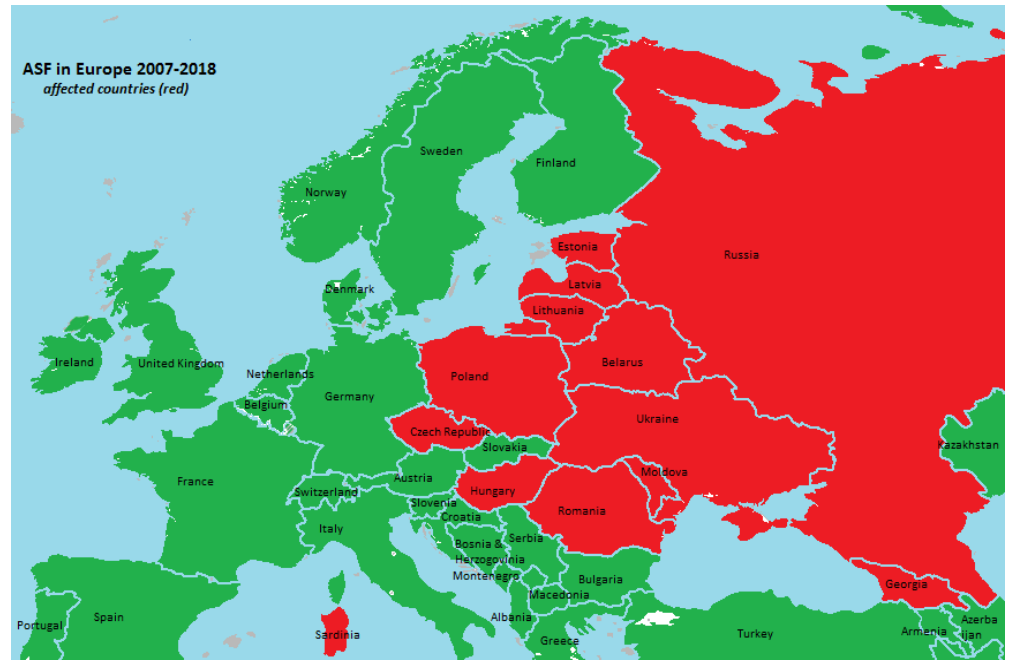 ASF in Europe 2007-2018
affected countries (red)
Sweden
Finland
Norway
Russia
Estonia
Latvia
Denmark
Lithuania
Ireland
United Kingdom
Belarus
Netherlands
Poland
Germany
Belgium
Ukraine
Czech Republic
Slovakia
Kazakhstan
Moldova
France
Austria
Switzerland
Hungary
Slovenia
Romania
Croatia
Italy
Serbia
Bosnia &
Herzogovinia
Montenegro
Bulgaria
Georgia
Macedonia
Spain
Albania
Portugal
Azerba
ijan
Armenia
Sardinia
Turkey
Greece